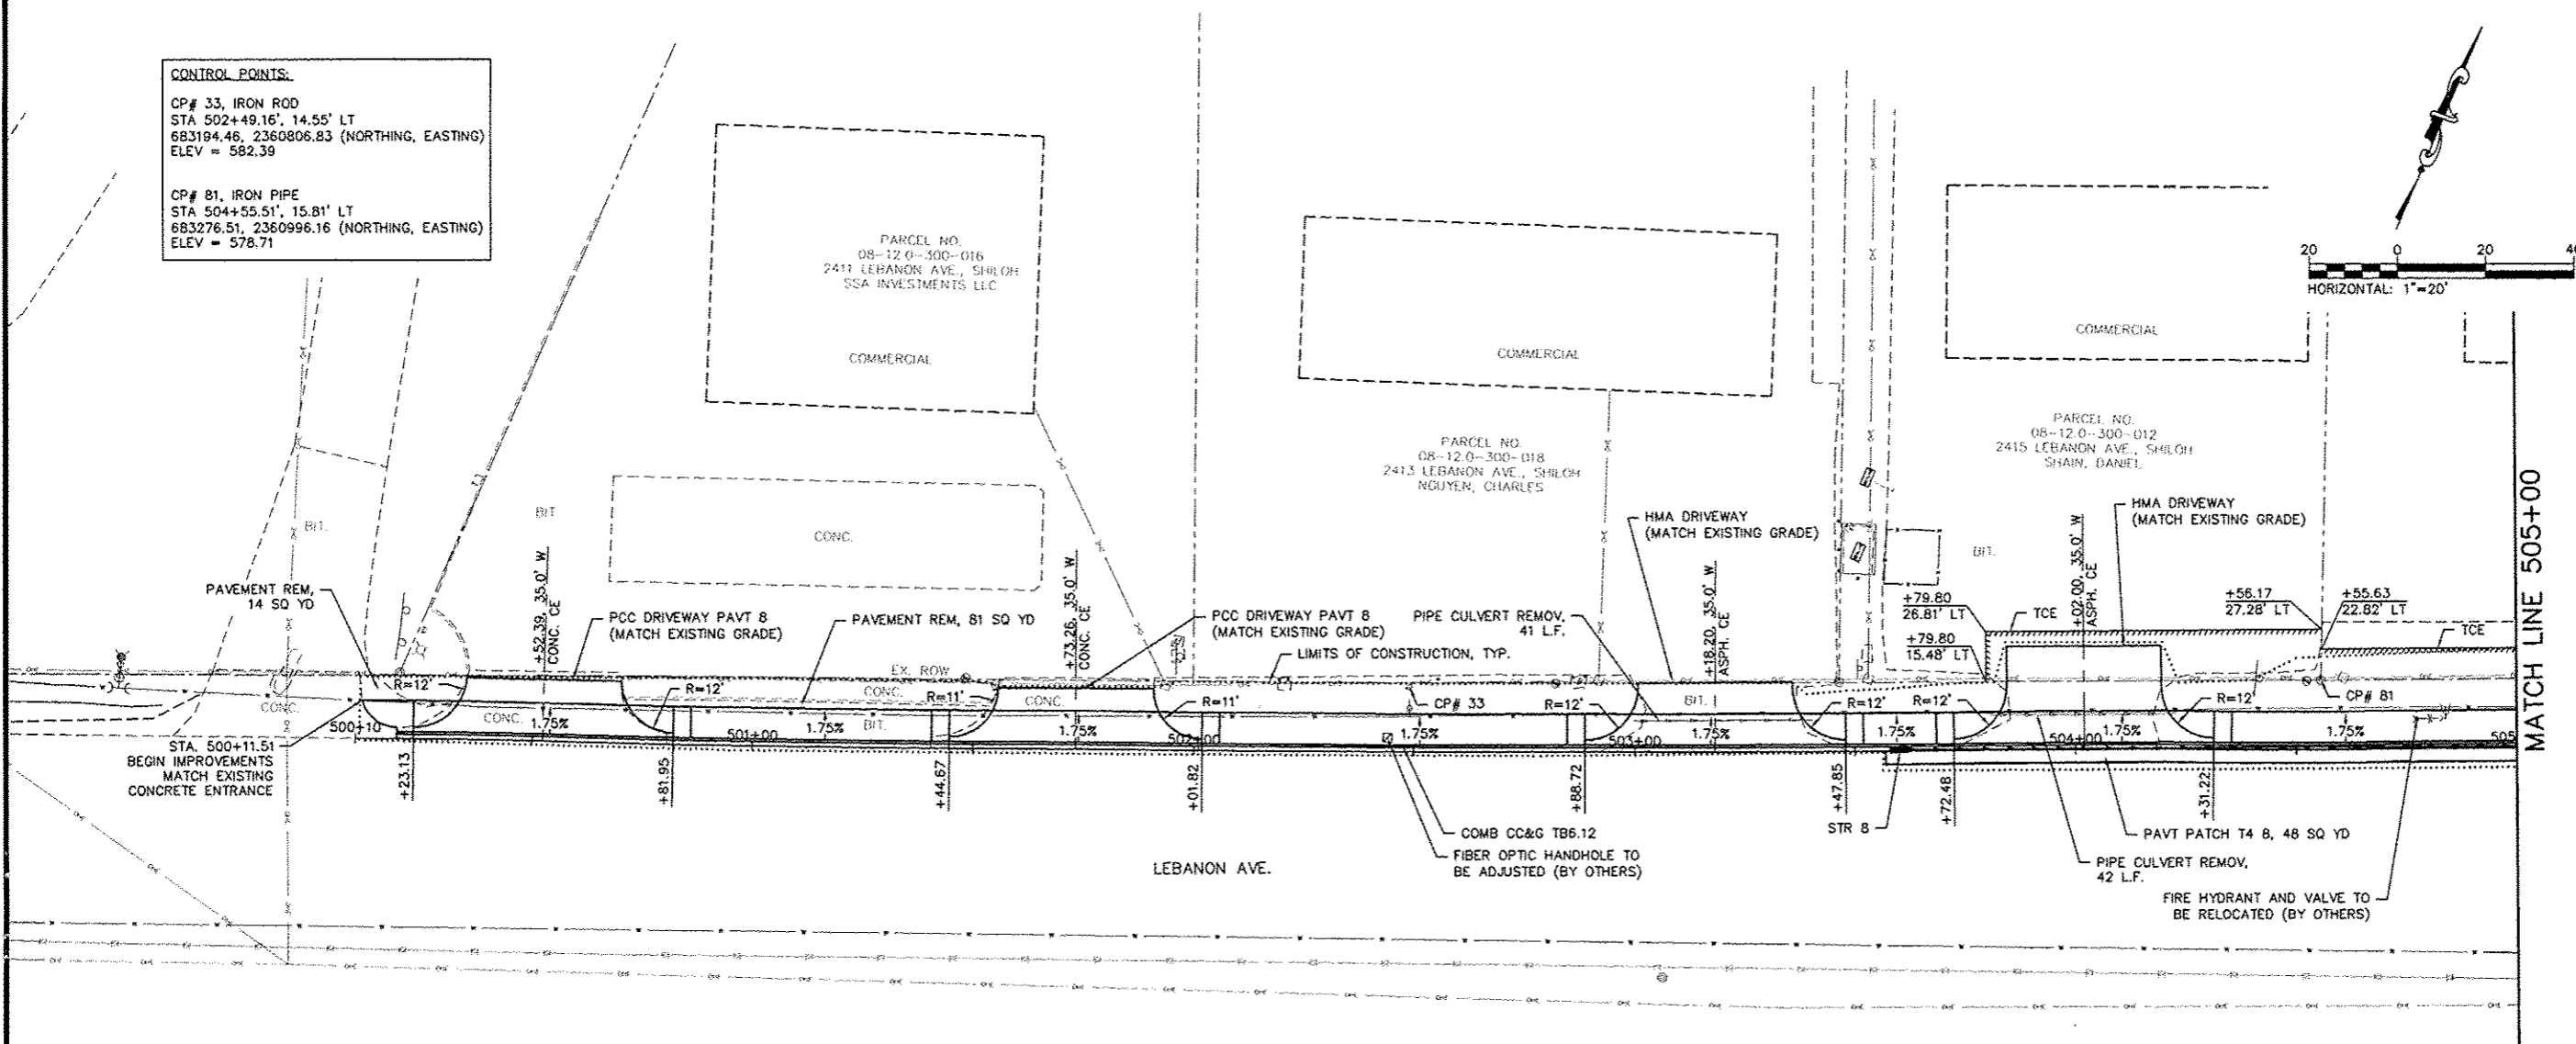 CONTROL POINTS:
CP# 33, IRON ROD
STA 502+49.16', 14.55' LT
683194.46, 2360806.83 (NORTHING, EASTING)
ELEV = 582.39
CP# 81, IRON PIPE
STA 504+55.51', 15.81' LT
683276.51, 2360996.16 (NORTHING, EASTING)
ELEV = 578.71
PARCEL NO.
08-12.0-300-016
2411 LEBANON AVE., SHILOH
SSA INVESTMENTS LLC
COMMERCIAL
COMMERCIAL
COMMERCIAL
20 0 20 40
HORIZONTAL: 1"=20'
PARCEL NO.
08-12.0-300-018
2413 LEBANON AVE., SHILOH
NGUYEN, CHARLES
PARCEL NO.
08-12.0-300-012
2415 LEBANON AVE., SHILOH
SHAIN, DANIEL
BIT.
BIT
CONC.
BIT.
HMA DRIVEWAY
(MATCH EXISTING GRADE)
HMA DRIVEWAY
(MATCH EXISTING GRADE)
MATCH LINE 505+00
PAVEMENT REM,
14 SQ YD
+52.39, 35.0' W
CONC. CE
PCC DRIVEWAY PAVT 8
(MATCH EXISTING GRADE)
PAVEMENT REM, 81 SQ YD
+73.26, 35.0' W
CONC. CE
PCC DRIVEWAY PAVT 8
(MATCH EXISTING GRADE)
LIMITS OF CONSTRUCTION, TYP.
PIPE CULVERT REMOV,
41 L.F.
+18.20, 35.0' W
ASPH. CE
+79.80
26.81' LT
+79.80
15.48' LT
TCE
+02.00, 35.0' W
ASPH. CE
+56.17
27.28' LT
+55.63
22.82' LT
TCE
EX. ROW
CONC.
R=12'
CONC.
R=12'
CONC.
BIT.
R=11'
CONC.
R=11'
CP# 33
R=12'
BIT.
R=12'
R=12'
R=12'
CP# 81
500+10
1.75%
501+00
1.75%
1.75%
502+00
1.75%
503+00
1.75%
1.75%
504+00
1.75%
1.75%
505
STA. 500+11.51
BEGIN IMPROVEMENTS
MATCH EXISTING
CONCRETE ENTRANCE
+23.13
+81.95
+44.67
+01.82
+88.72
+47.85
+72.48
+31.22
COMB CC&G TB6.12
FIBER OPTIC HANDHOLE TO
BE ADJUSTED (BY OTHERS)
STR 8
PAVT PATCH T4 8, 48 SQ YD
PIPE CULVERT REMOV,
42 L.F.
FIRE HYDRANT AND VALVE TO
BE RELOCATED (BY OTHERS)
LEBANON AVE.